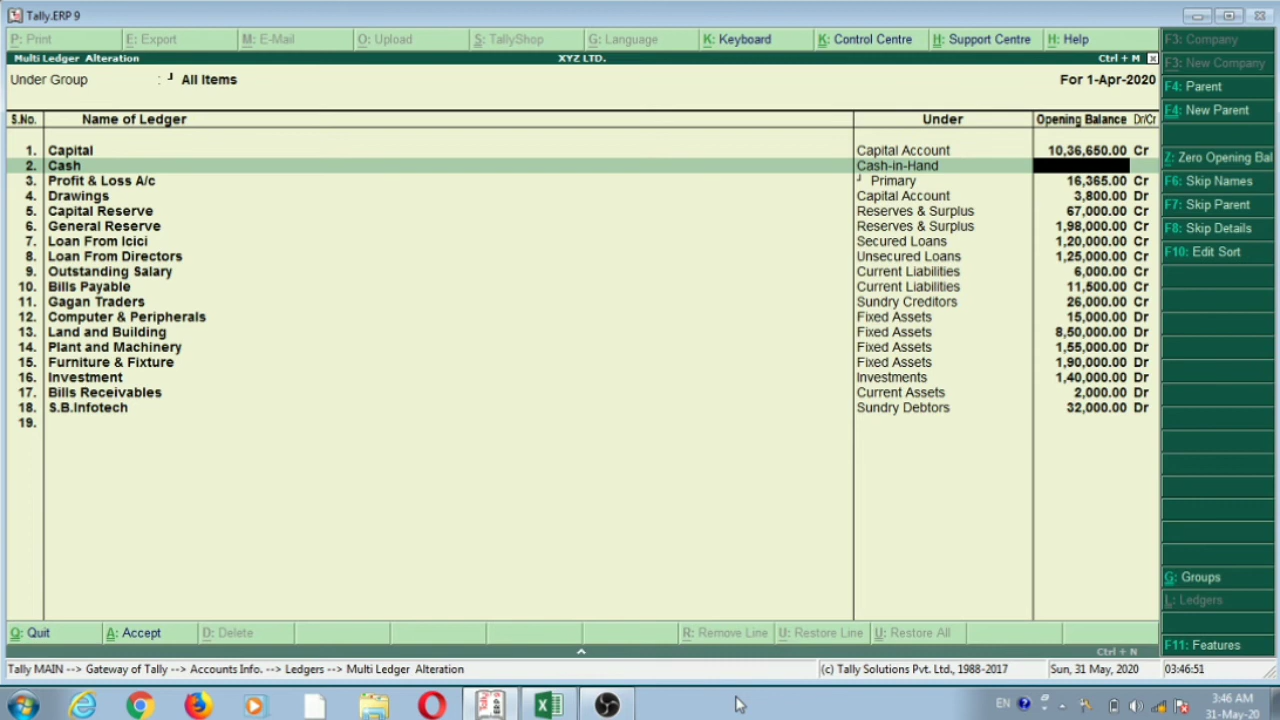 Tally.ERP 9
P: Print E: Export M: E-Mail O: Upload S: TallyShop G: Language K: Keyboard K: Control Centre H: Support Centre H: Help
Multi Ledger Alteration XYZ LTD. Ctrl + M
Under Group : ┘ All Items For 1-Apr-2020
S.No. Name of Ledger Under Opening Balance Dr/Cr
1. Capital Capital Account 10,36,650.00 Cr
2. Cash Cash-in-Hand
3. Profit & Loss A/c ┘ Primary 16,365.00 Cr
4. Drawings Capital Account 3,800.00 Dr
5. Capital Reserve Reserves & Surplus 67,000.00 Cr
6. General Reserve Reserves & Surplus 1,98,000.00 Cr
7. Loan From Icici Secured Loans 1,20,000.00 Cr
8. Loan From Directors Unsecured Loans 1,25,000.00 Cr
9. Outstanding Salary Current Liabilities 6,000.00 Cr
10. Bills Payable Current Liabilities 11,500.00 Cr
11. Gagan Traders Sundry Creditors 26,000.00 Cr
12. Computer & Peripherals Fixed Assets 15,000.00 Dr
13. Land and Building Fixed Assets 8,50,000.00 Dr
14. Plant and Machinery Fixed Assets 1,55,000.00 Dr
15. Furniture & Fixture Fixed Assets 1,90,000.00 Dr
16. Investment Investments 1,40,000.00 Dr
17. Bills Receivables Current Assets 2,000.00 Dr
18. S.B.Infotech Sundry Debtors 32,000.00 Dr
19.
F3: Company
F3: New Company
F4: Parent
F4: New Parent
Z: Zero Opening Bal
F6: Skip Names
F7: Skip Parent
F8: Skip Details
F10: Edit Sort
G: Groups
L: Ledgers
F11: Features
Q: Quit A: Accept D: Delete R: Remove Line U: Restore Line U: Restore All
Ctrl + N
Tally MAIN --> Gateway of Tally --> Accounts Info. --> Ledgers --> Multi Ledger Alteration (c) Tally Solutions Pvt. Ltd., 1988-2017 Sun, 31 May, 2020 03:46:51
EN 3:46 AM
31-May-20